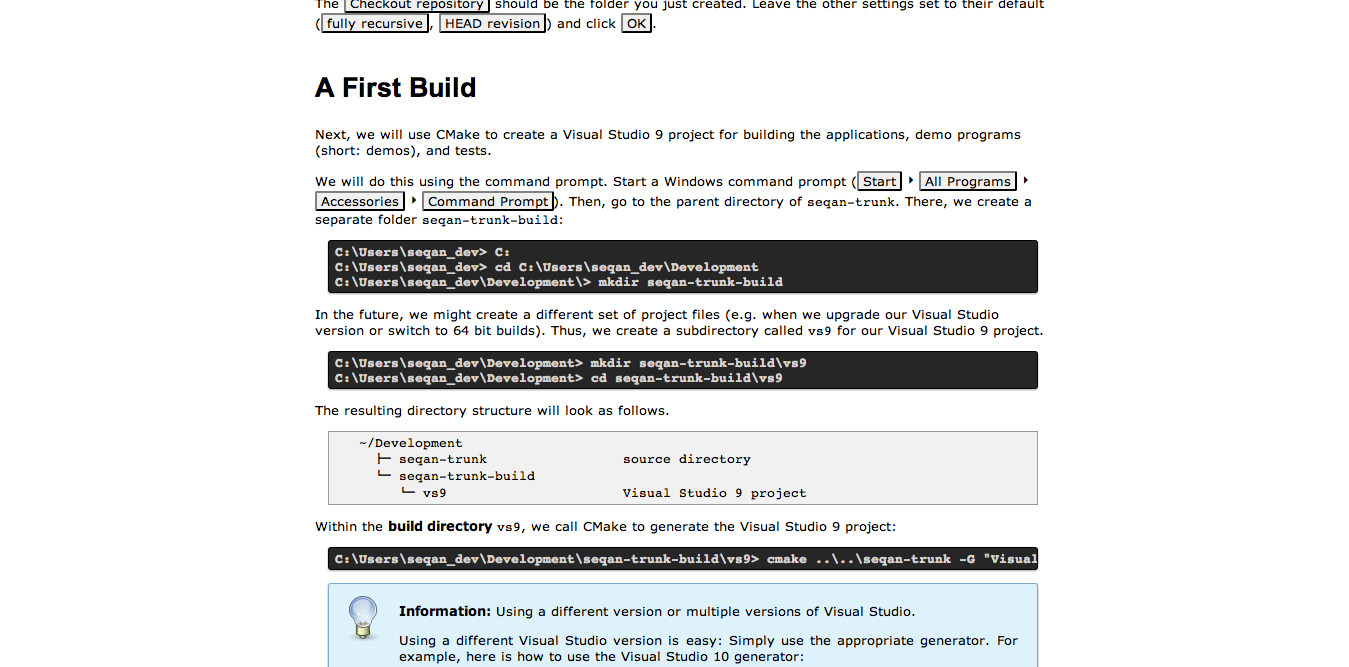 The Checkout repository should be the folder you just created. Leave the other settings set to their default
(fully recursive, HEAD revision) and click OK.
A First Build
Next, we will use CMake to create a Visual Studio 9 project for building the applications, demo programs
(short: demos), and tests.
We will do this using the command prompt. Start a Windows command prompt (Start ‣ All Programs ‣
Accessories ‣ Command Prompt). Then, go to the parent directory of seqan-trunk. There, we create a
separate folder seqan-trunk-build:
C:\Users\seqan_dev> C:
C:\Users\seqan_dev> cd C:\Users\seqan_dev\Development
C:\Users\seqan_dev\Development\> mkdir seqan-trunk-build
In the future, we might create a different set of project files (e.g. when we upgrade our Visual Studio
version or switch to 64 bit builds). Thus, we create a subdirectory called vs9 for our Visual Studio 9 project.
C:\Users\seqan_dev\Development> mkdir seqan-trunk-build\vs9
C:\Users\seqan_dev\Development> cd seqan-trunk-build\vs9
The resulting directory structure will look as follows.
~/Development
├─ seqan-trunk source directory
└─ seqan-trunk-build
└─ vs9 Visual Studio 9 project
Within the build directory vs9, we call CMake to generate the Visual Studio 9 project:
C:\Users\seqan_dev\Development\seqan-trunk-build\vs9> cmake ..\..\seqan-trunk -G "Visual
Information: Using a different version or multiple versions of Visual Studio.
Using a different Visual Studio version is easy: Simply use the appropriate generator. For
example, here is how to use the Visual Studio 10 generator: